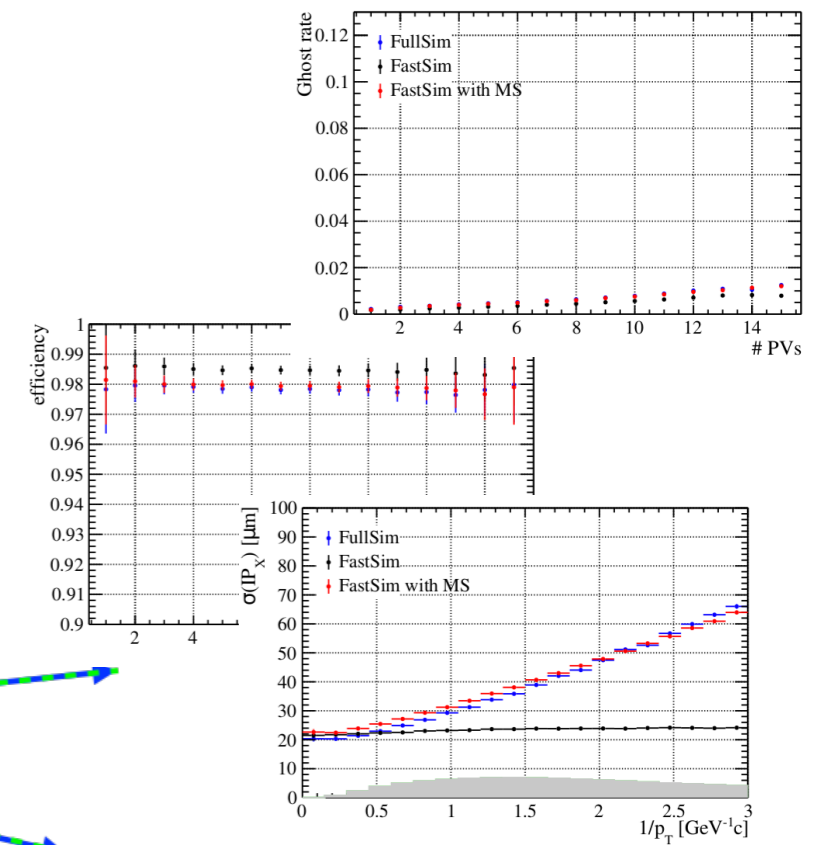 Ghost rate
0.12
0.1
0.08
0.06
0.04
0.02
0
FullSim
FastSim
FastSim with MS
2 4 6 8 10 12 14
# PVs
efficiency
1
0.99
0.98
0.97
0.96
0.95
0.94
0.93
0.92
0.91
0.9
2 4
σ(IP_X) [μm]
100
90
80
70
60
50
40
30
20
10
0
FullSim
FastSim
FastSim with MS
0 0.5 1 1.5 2 2.5 3
1/p_T [GeV⁻¹c]